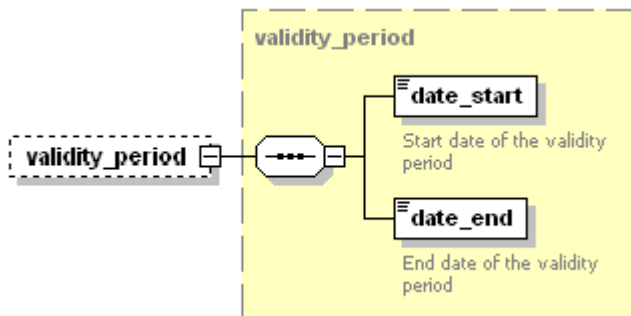 validity_period
date_start
Start date of the validity
period
validity_period
date_end
End date of the validity
period